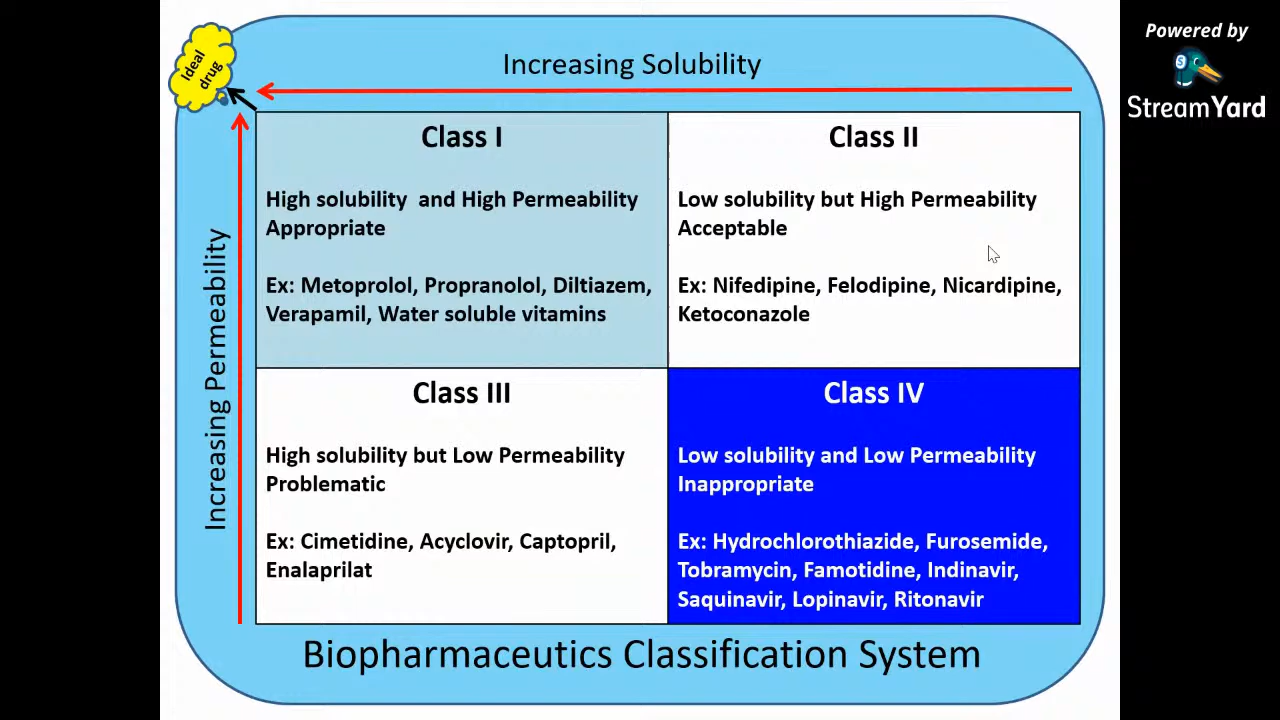 Powered by
StreamYard
Ideal
drug
Increasing Solubility
Increasing Permeability
Class I
High solubility  and High Permeability
Appropriate
Ex: Metoprolol, Propranolol, Diltiazem,
Verapamil, Water soluble vitamins
Class II
Low solubility but High Permeability
Acceptable
Ex: Nifedipine, Felodipine, Nicardipine,
Ketoconazole
Class III
High solubility but Low Permeability
Problematic
Ex: Cimetidine, Acyclovir, Captopril,
Enalaprilat
Class IV
Low solubility and Low Permeability
Inappropriate
Ex: Hydrochlorothiazide, Furosemide,
Tobramycin, Famotidine, Indinavir,
Saquinavir, Lopinavir, Ritonavir
Biopharmaceutics Classification System